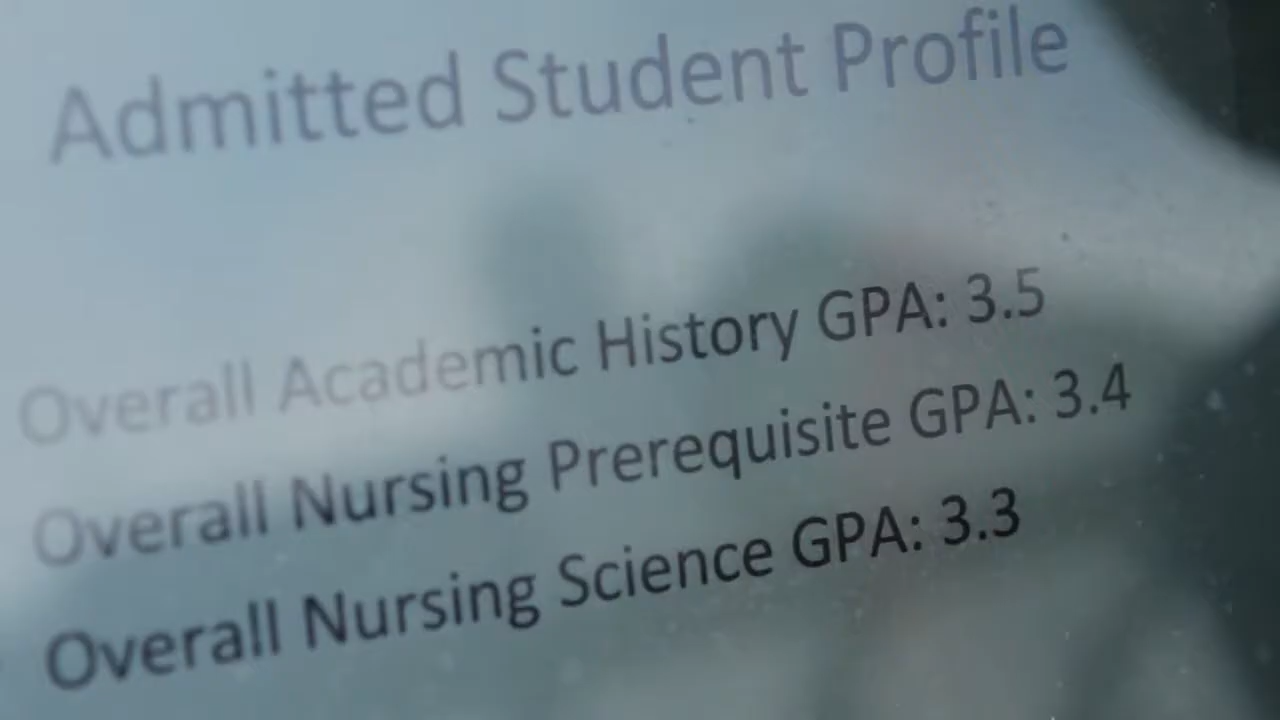 Admitted Student Profile
Overall Academic History GPA: 3.5
Overall Nursing Prerequisite GPA: 3.4
Overall Nursing Science GPA: 3.3